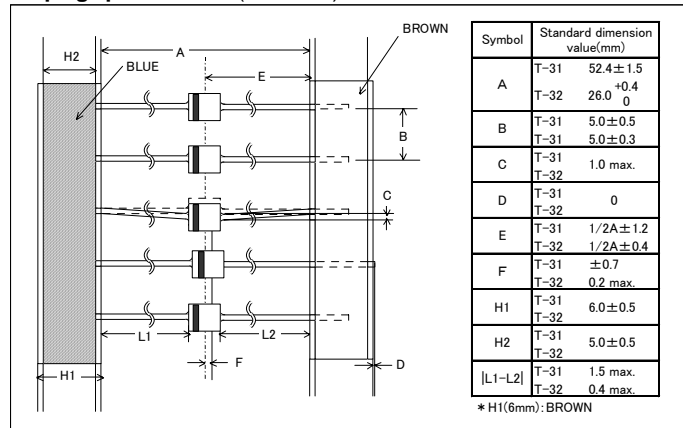 BROWN
A
H2
BLUE
E
B
C
L1
L2
F
H1
D
Symbol Standard dimension value(mm)
A T-31 52.4±1.5
T-32 26.0 +0.4 0
B T-31 5.0±0.5
T-31 5.0±0.3
C T-31 1.0 max.
T-32
D T-31 0
T-32
E T-31 1/2A±1.2
T-32 1/2A±0.4
F T-31 ±0.7
T-32 0.2 max.
H1 T-31 6.0±0.5
T-32
H2 T-31 5.0±0.5
T-32
|L1-L2| T-31 1.5 max.
T-32 0.4 max.
*H1(6mm):BROWN